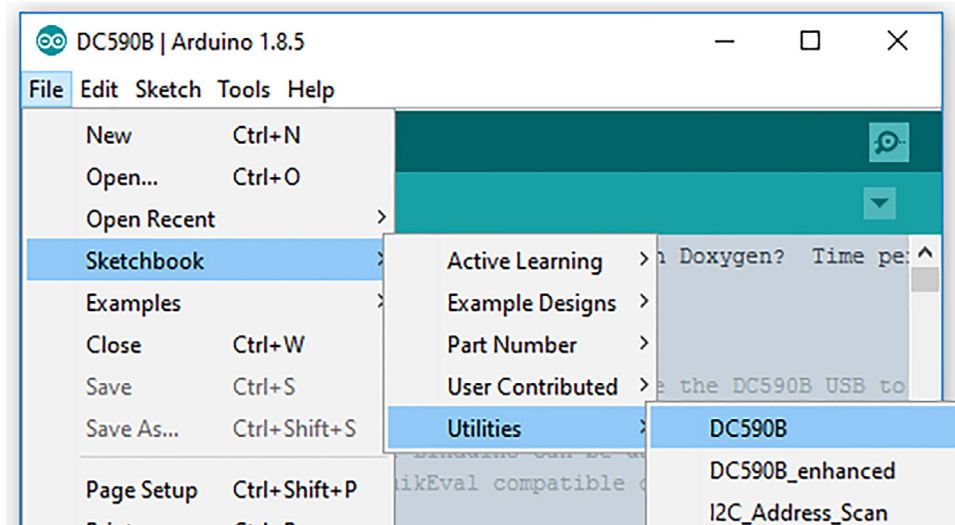 DC590B | Arduino 1.8.5
File Edit Sketch Tools Help
New Ctrl+N
Open... Ctrl+O
Open Recent
Sketchbook
Examples
Close Ctrl+W
Save Ctrl+S
Save As... Ctrl+Shift+S
Page Setup Ctrl+Shift+P
Active Learning
Example Designs
Part Number
User Contributed
Utilities
DC590B
DC590B_enhanced
I2C_Address_Scan
Doxygen? Time
the DC590B USB to
can be
compatible